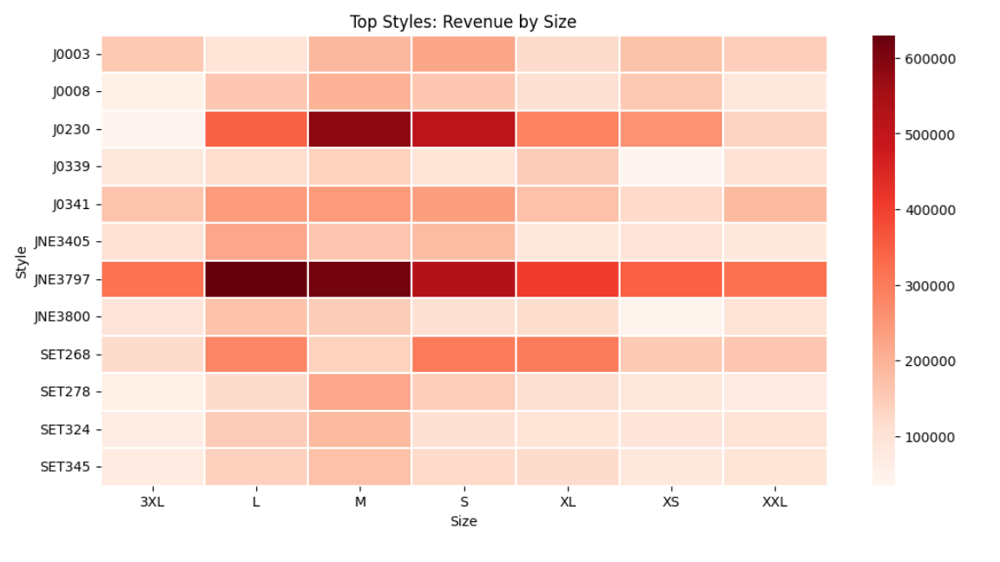 Top Styles: Revenue by Size
Style
J0003
J0008
J0230
J0339
J0341
JNE3405
JNE3797
JNE3800
SET268
SET278
SET324
SET345
3XL L M S XL XS XXL
Size
600000
500000
400000
300000
200000
100000